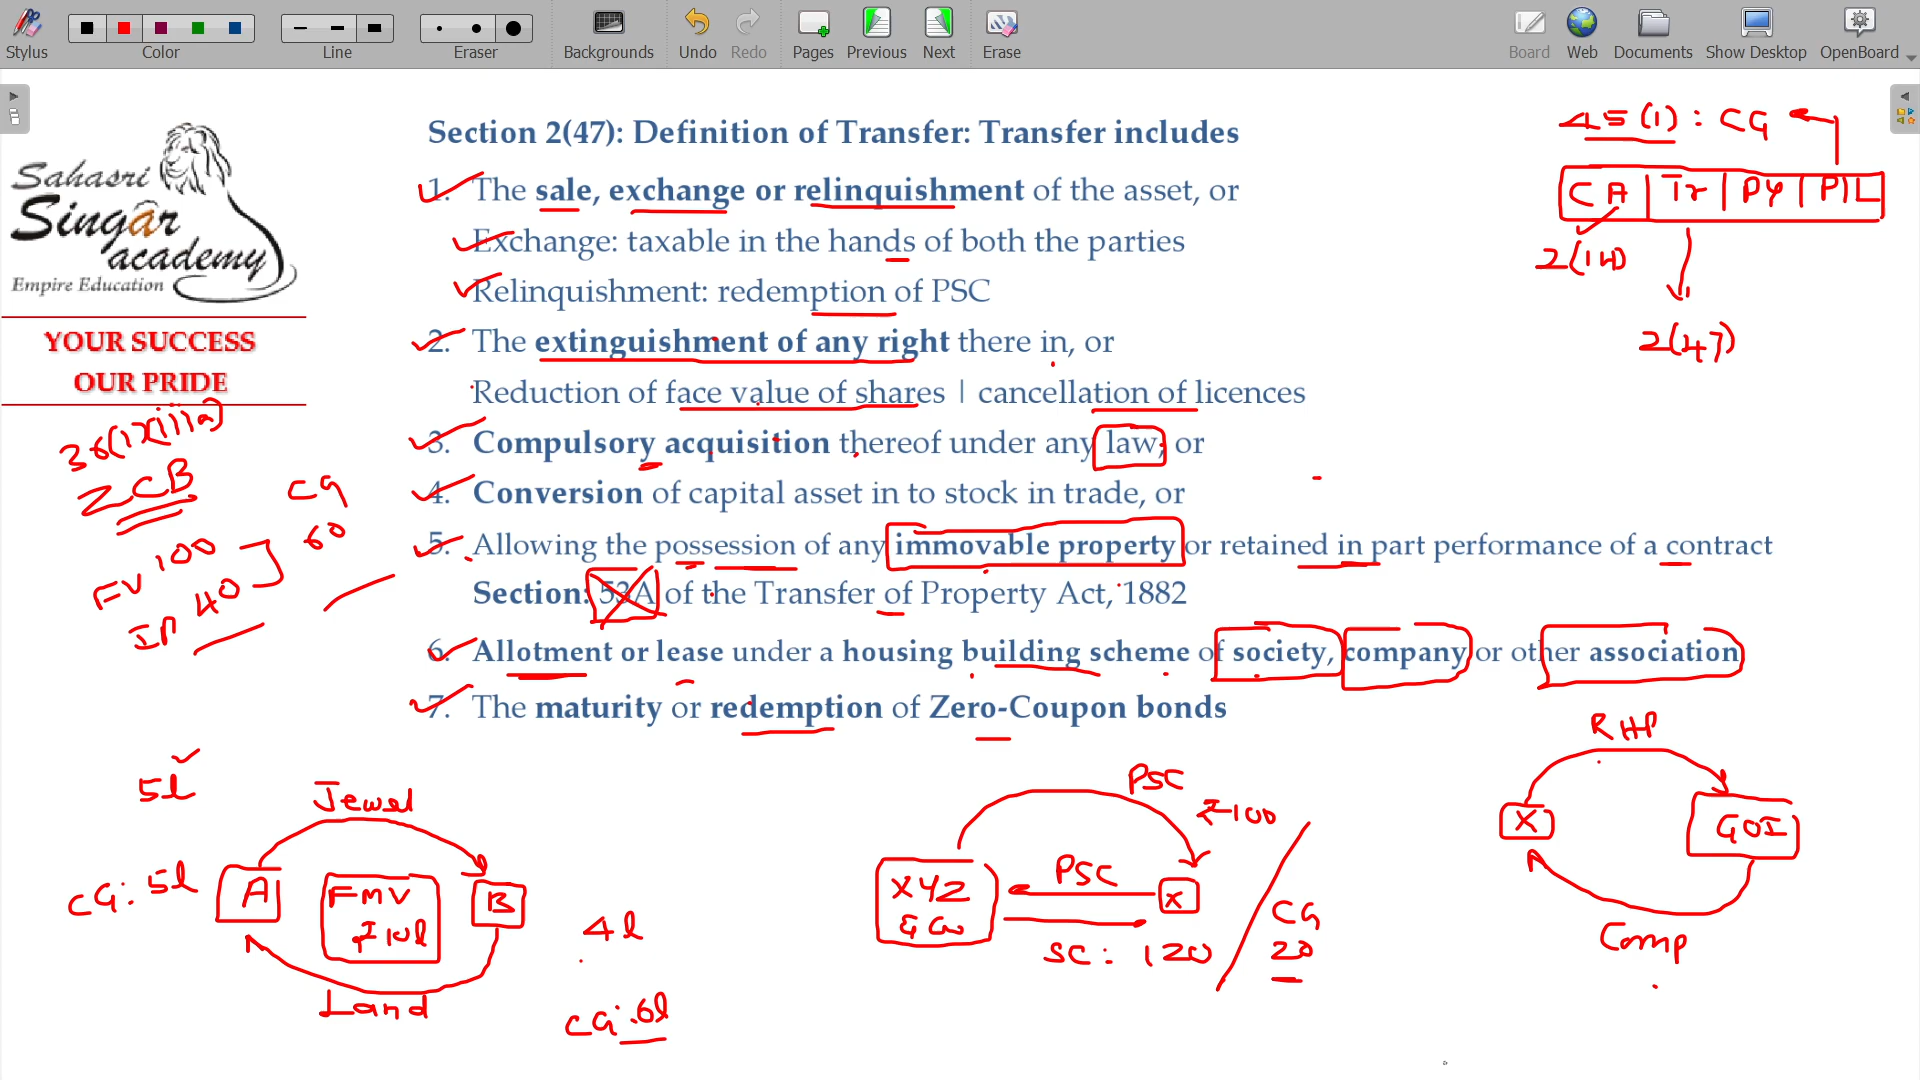 Stylus Color Line Eraser Backgrounds Undo Redo Pages Previous Next Erase Board Web Documents Show Desktop OpenBoard
Sahasri
Singar
academy
Empire Education
YOUR SUCCESS
OUR PRIDE
Section 2(47): Definition of Transfer: Transfer includes
1. The sale, exchange or relinquishment of the asset, or
Exchange: taxable in the hands of both the parties
Relinquishment: redemption of PSC
2. The extinguishment of any right there in, or
Reduction of face value of shares | cancellation of licences
3. Compulsory acquisition thereof under any law; or
4. Conversion of capital asset in to stock in trade, or
5. Allowing the possession of any immovable property or retained in part performance of a contract
Section: 53A of the Transfer of Property Act, 1882
6. Allotment or lease under a housing building scheme of society, company or other association
7. The maturity or redemption of Zero-Coupon bonds
45(1) : CG
CA | Tr | PY | P/L
2(14)
2(47)
36(1)(iiia)
ZCB
CG
FV 100
60
IP 40
5l
Jewel
CG: 5l
A
FMV
₹10l
B
Land
4l
CG: 6l
PSC
₹100
XYZ
& Co
PSC
X
SC: 120
CG
20
RHP
X
GOI
Comp